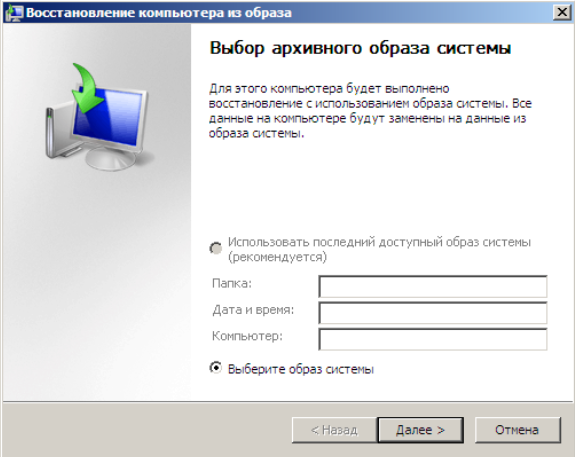 Восстановление компьютера из образа
Выбор архивного образа системы
Для этого компьютера будет выполнено
восстановление с использованием образа системы. Все
данные на компьютере будут заменены на данные из
образа системы.
Использовать последний доступный образ системы
(рекомендуется)
Папка:
Дата и время:
Компьютер:
Выберите образ системы
< Назад
Далее >
Отмена